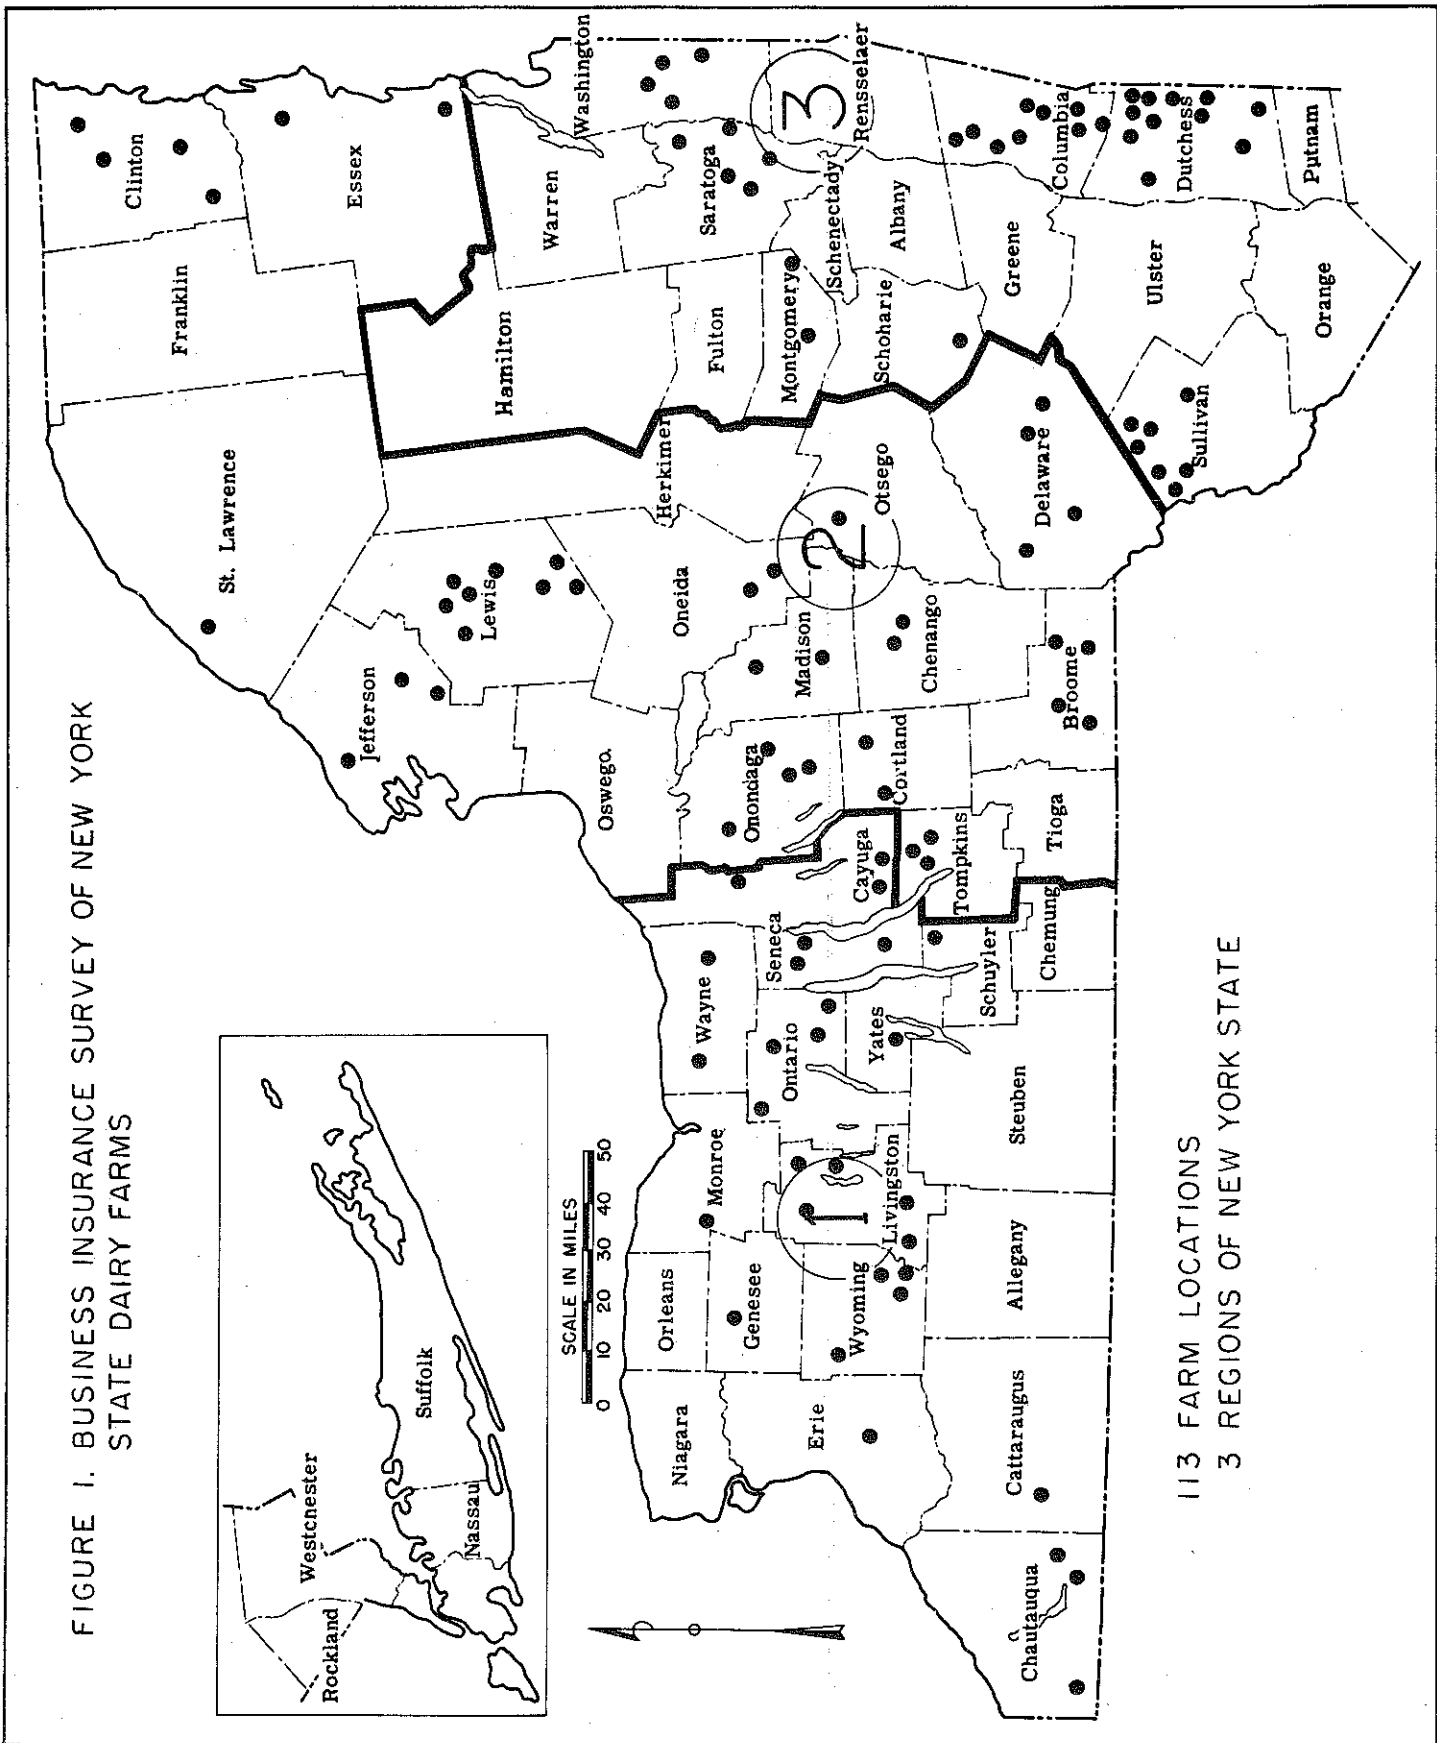 FIGURE 1. BUSINESS INSURANCE SURVEY OF NEW YORK
STATE DAIRY FARMS
Rockland
Westchester
Nassau
Suffolk
SCALE IN MILES
0 10 20 30 40 50
Clinton
Franklin
St. Lawrence
Essex
Jefferson
Lewis
Hamilton
Warren
Washington
Herkimer
Oneida
Oswego
Fulton
Saratoga
Niagara
Orleans
Monroe
Wayne
Genesee
Onondaga
Seneca
Ontario
Madison
Montgomery
Schenectady
Rensselaer
3
Erie
Wyoming
Livingston
1
Yates
Cayuga
Cortland
2
Otsego
Schoharie
Albany
Chenango
Tompkins
Schuyler
Chautauqua
Cattaraugus
Allegany
Steuben
Chemung
Tioga
Broome
Delaware
Greene
Columbia
Ulster
Dutchess
Sullivan
Orange
Putnam
113 FARM LOCATIONS
3 REGIONS OF NEW YORK STATE